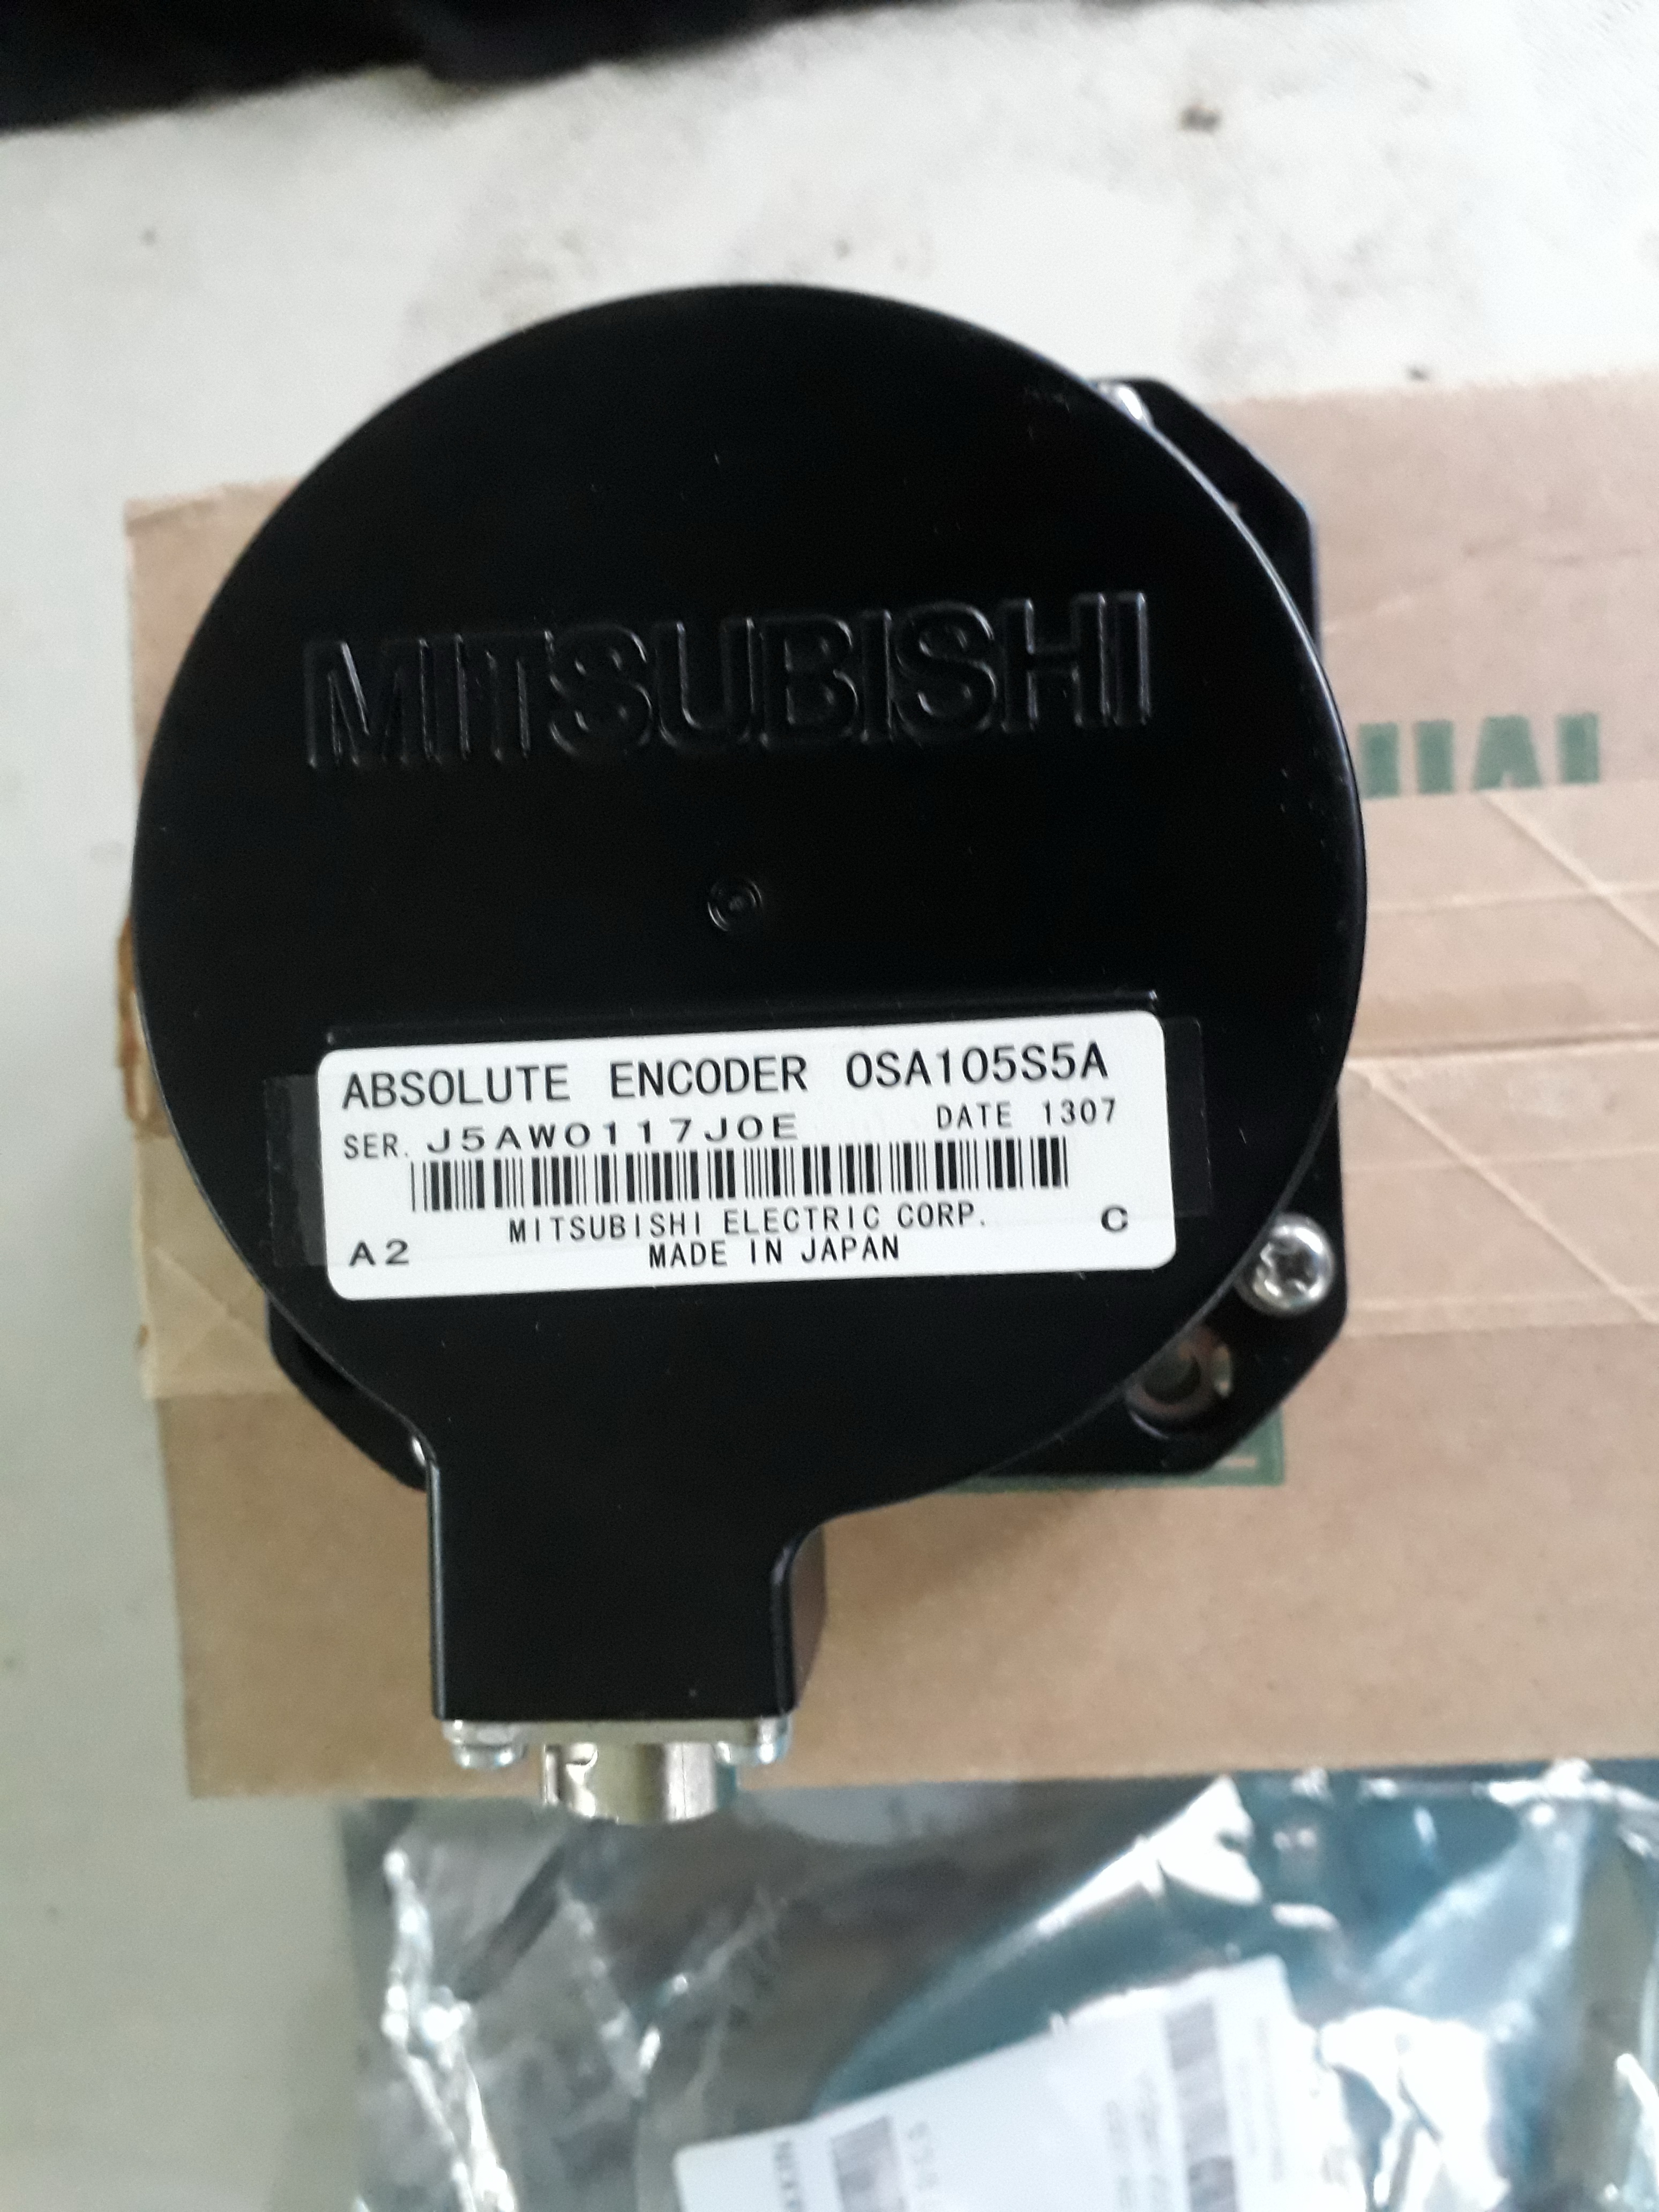 MITSUBISHI
ABSOLUTE ENCODER OSA105S5A
SER. J5AW0117J0E DATE 1307
MITSUBISHI ELECTRIC CORP.
A2 MADE IN JAPAN C